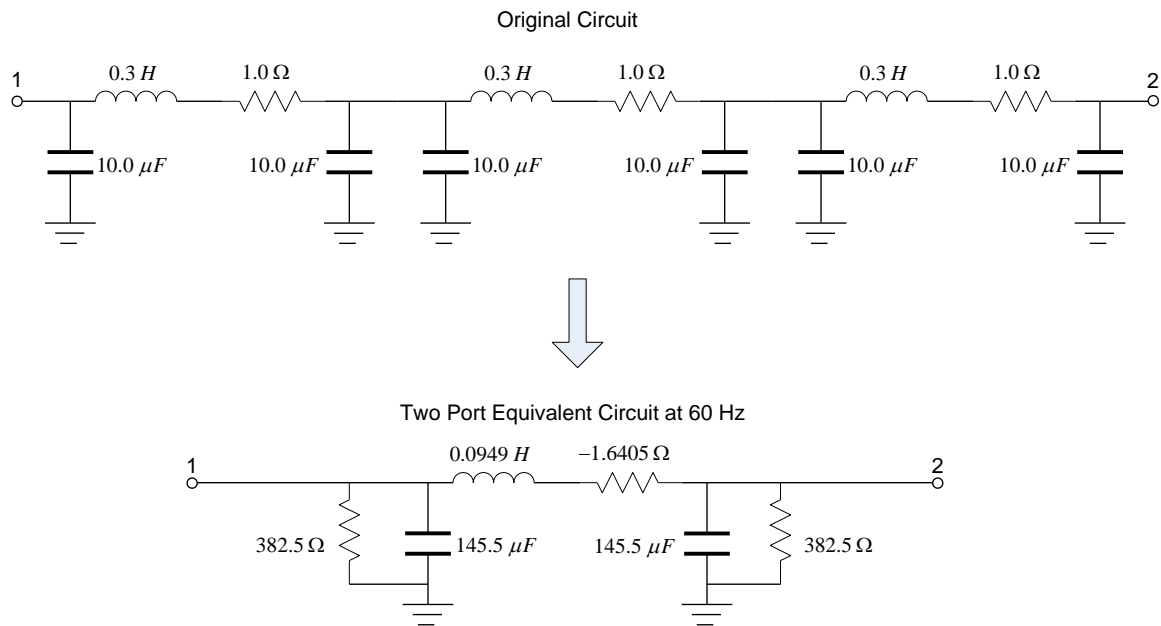 Original Circuit
1
0.3 H
1.0 Ω
0.3 H
1.0 Ω
0.3 H
1.0 Ω
2
10.0 μF
10.0 μF
10.0 μF
10.0 μF
10.0 μF
10.0 μF
Two Port Equivalent Circuit at 60 Hz
1
0.0949 H
−1.6405 Ω
2
382.5 Ω
145.5 μF
145.5 μF
382.5 Ω